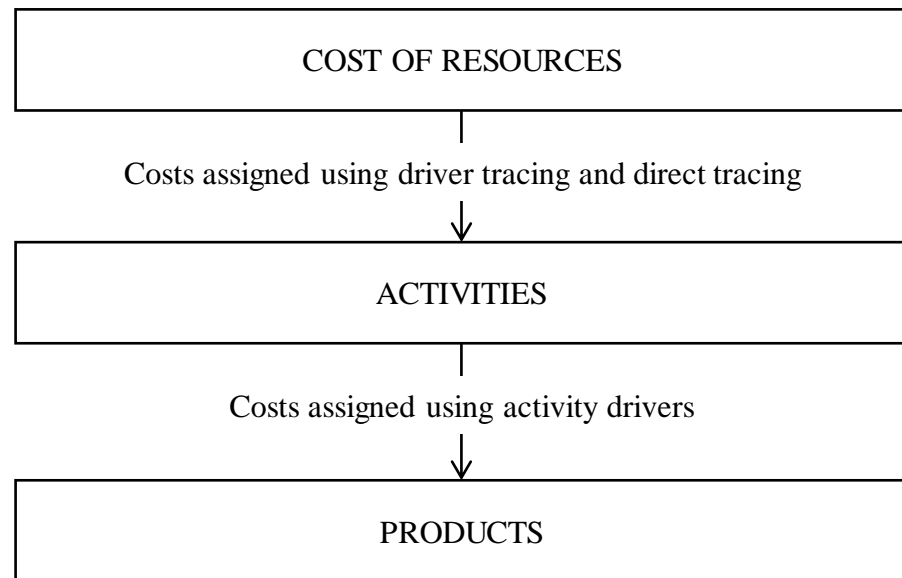 COST OF RESOURCES
Costs assigned using driver tracing and direct tracing
ACTIVITIES
Costs assigned using activity drivers
PRODUCTS